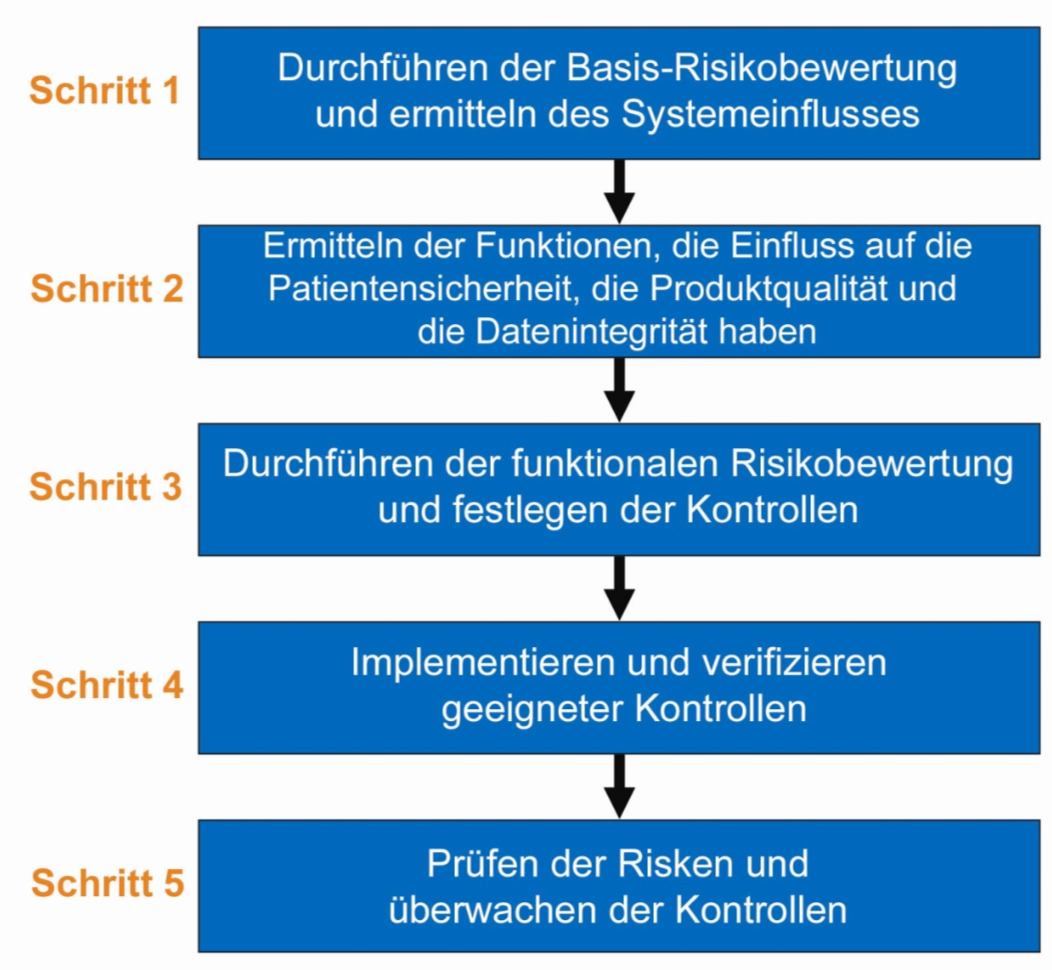 Schritt 1
Durchführen der Basis-Risikobewertung
und ermitteln des Systemeinflusses
Schritt 2
Ermitteln der Funktionen, die Einfluss auf die
Patientensicherheit, die Produktqualität und
die Datenintegrität haben
Schritt 3
Durchführen der funktionalen Risikobewertung
und festlegen der Kontrollen
Schritt 4
Implementieren und verifizieren
geeigneter Kontrollen
Schritt 5
Prüfen der Risken und
überwachen der Kontrollen